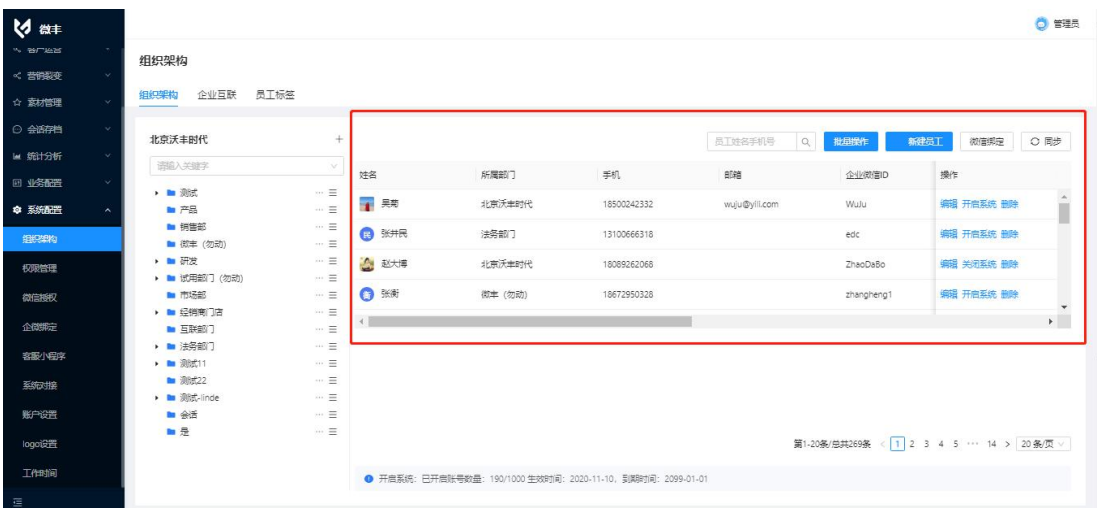 微丰
管理员
客户运营
营销裂变
素材管理
会话存档
统计分析
业务配置
系统配置
组织架构
权限管理
微信授权
企微绑定
客服小程序
系统对接
账户设置
logo设置
工作时间
组织架构
组织架构 企业互联 员工标签
北京沃丰时代 +
请输入关键字
测试
产品
销售部
微丰 (勿动)
研发
试用部门 (勿动)
市场部
经销商门店
互联部门
法务部门
测试11
测试22
测试-linde
会话
是
员工姓名手机号 批量操作 新建员工 微信绑定 同步
姓名 所属部门 手机 邮箱 企业微信ID 操作
吴菊 北京沃丰时代 18500242332 wuju@yili.com WuJu 编辑 开启系统 删除
民 张井民 法务部门 13100666318 edc 编辑 开启系统 删除
赵大博 北京沃丰时代 18089262068 ZhaoDaBo 编辑 关闭系统 删除
衡 张衡 微丰 (勿动) 18672950328 zhangheng1 编辑 开启系统 删除
第1-20条/总共269条 < 1 2 3 4 5 ··· 14 > 20 条/页
开启系统：已开启账号数量：190/1000 生效时间：2020-11-10，到期时间：2099-01-01